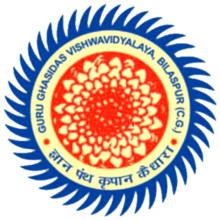 GURU GHASIDAS VISHWAVIDYALAYA, BILASPUR (C.G.)
ज्ञान पंथ कृपान कैधारा